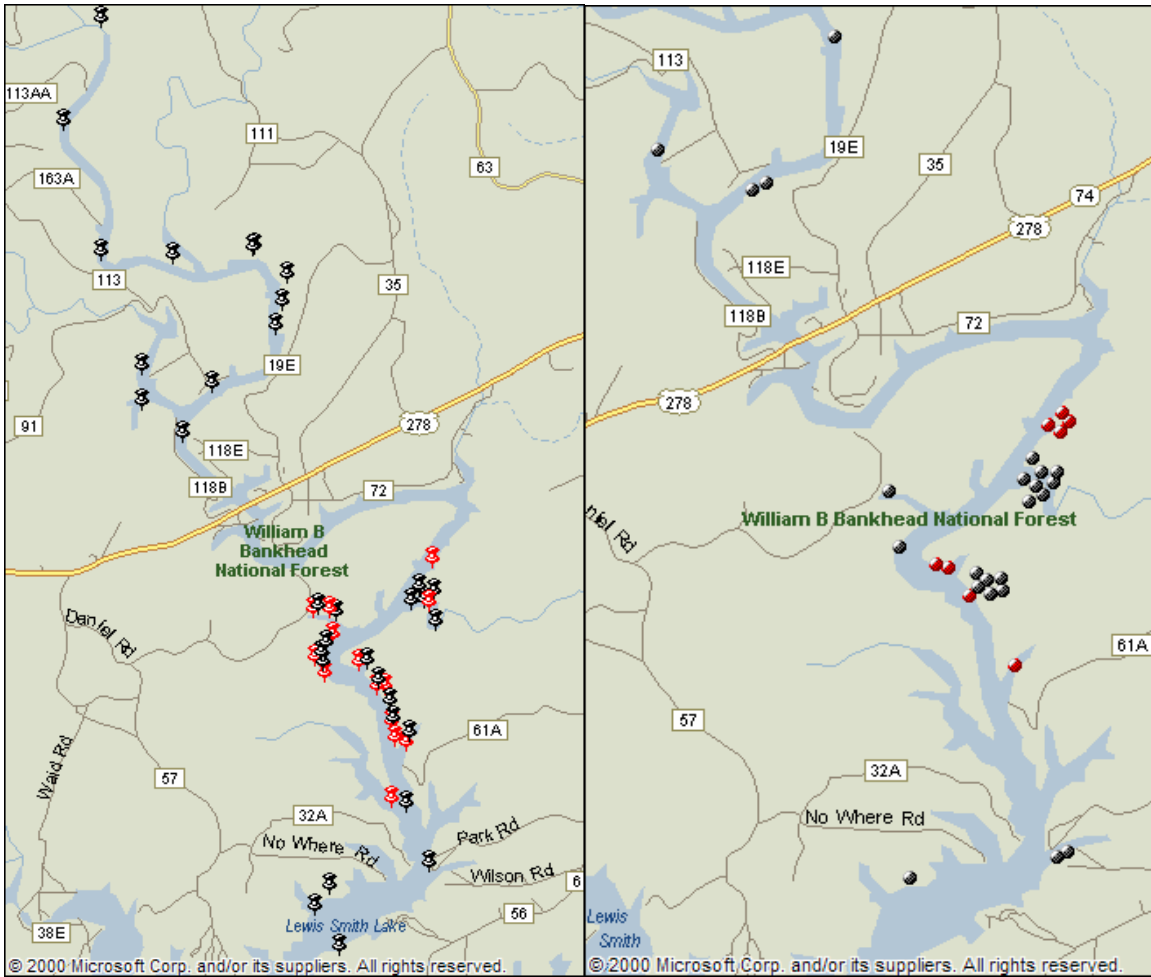 113AA
111
63
163A
113
35
19E
278
91
118E
118B
72
William B
Bankhead
National Forest
Daniel Rd
61A
Waid Rd
57
32A
Park Rd
No Where Rd
Wilson Rd
6
56
Lewis Smith Lake
38E
© 2000 Microsoft Corp. and/or its suppliers. All rights reserved.
113
19E
35
74
278
118E
118B
72
278
William B Bankhead National Forest
niel Rd
61A
57
32A
No Where Rd
Lewis
Smith
© 2000 Microsoft Corp. and/or its suppliers. All rights reserved.